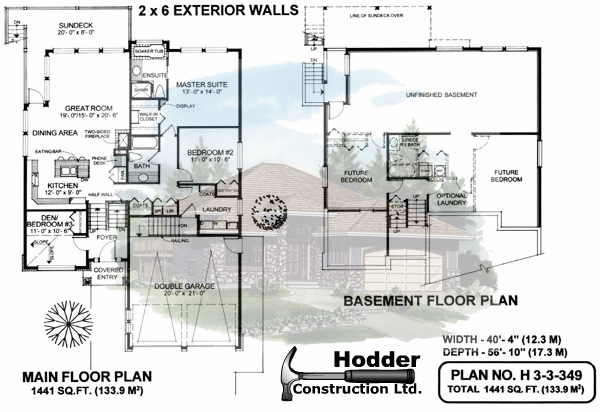 2 x 6 EXTERIOR WALLS
SUNDECK
20'- 0" x 8'- 0"
DN
SOAKER TUB
ENSUITE
SHWR
MASTER SUITE
13'- 0" x 14'- 0"
GREAT ROOM
19'- 0"/15'- 0" x 20'- 6"
DISPLAY
WALK-IN
CLOSET
DINING AREA
TWO-SIDED
FIREPLACE
EATING BAR
PHONE
DESK
PAN
BATH
BEDROOM #2
11'- 0" x 10'- 6"
KITCHEN
12'- 0" x 9'- 0"
HALF WALL
COATS
LAUNDRY
DEN/
BEDROOM #3
11'- 0" x 10'- 6"
SLOPE
SLOPE
FOYER
COATS
UP
RAILING
COVERED
ENTRY
DOUBLE GARAGE
20'- 0" x 21'- 0"
MAIN FLOOR PLAN
1441 SQ. FT. (133.9 M²)
LINE OF SUNDECK OVER
DN
UNFINISHED BASEMENT
3-PIECE
R.I BATH
FUTURE
BEDROOM
FUTURE
BEDROOM
OPTIONAL
LAUNDRY
STOR
UP
BASEMENT FLOOR PLAN
WIDTH - 40'- 4" (12.3 M)
DEPTH - 56'- 10" (17.3 M)
Hodder
Construction Ltd.
PLAN NO. H 3-3-349
TOTAL 1441 SQ. FT. (133.9 M²)